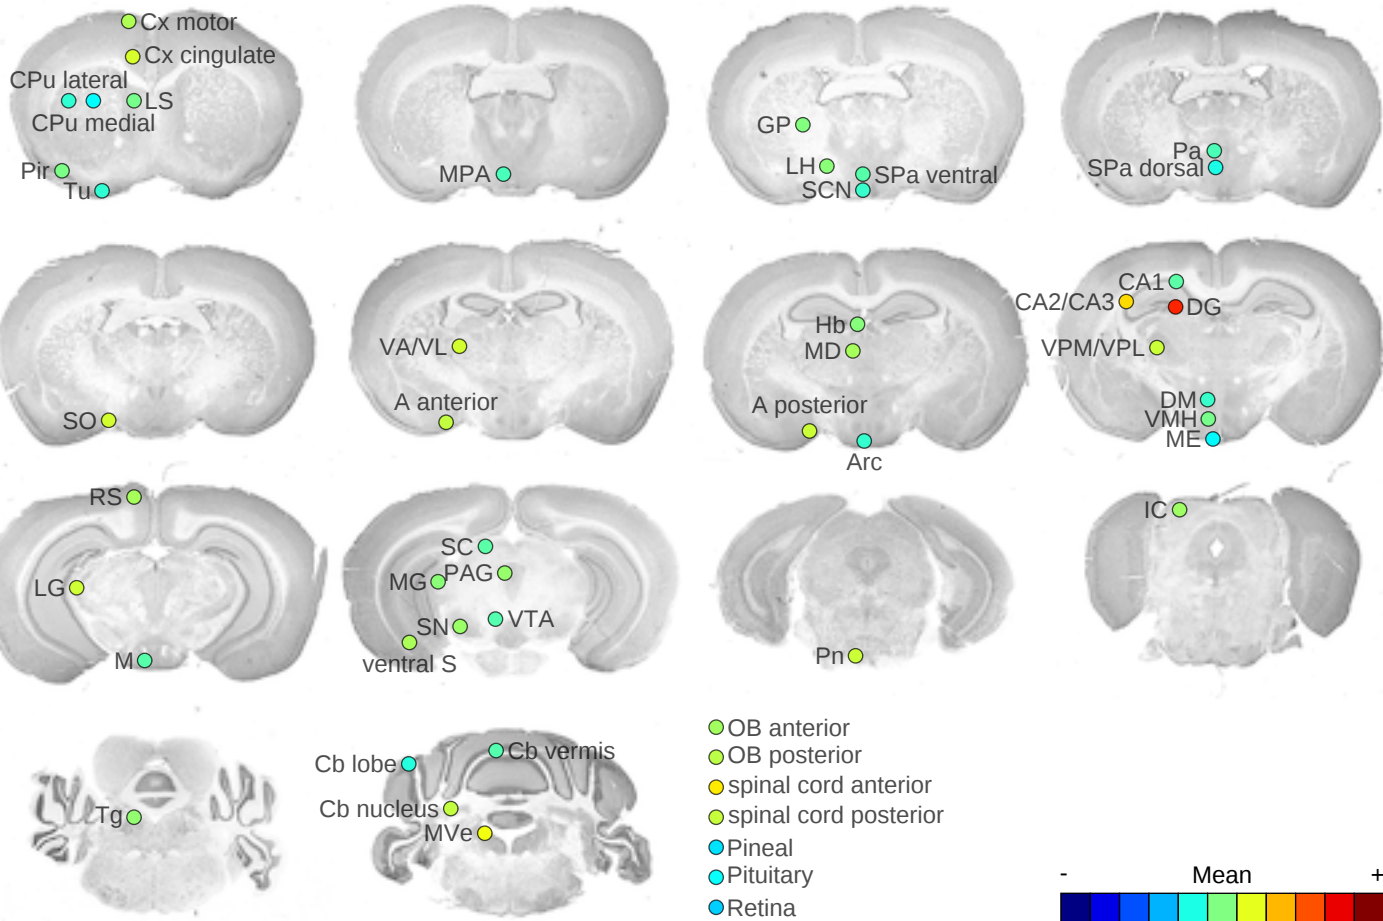 Cx motor
Cx cingulate
CPu lateral
LS
CPu medial
Pir
Tu
MPA
GP
LH
SPa ventral
SCN
Pa
SPa dorsal
SO
VA/VL
A anterior
Hb
MD
A posterior
Arc
CA1
CA2/CA3
DG
VPM/VPL
DM
VMH
ME
RS
LG
M
SC
MG
PAG
SN
VTA
ventral S
Pn
IC
Tg
Cb lobe
Cb vermis
Cb nucleus
MVe
OB anterior
OB posterior
spinal cord anterior
spinal cord posterior
Pineal
Pituitary
Retina
- Mean +